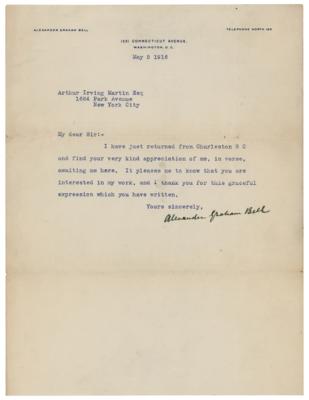 ALEXANDER GRAHAM BELL
TELEPHONE NORTH 124
1331 CONNECTICUT AVENUE,
WASHINGTON, D.C.
May 5 1916
Arthur Irving Martin Esq
1684 Park Avenue
New York City
My dear Sir:-
I have just returned from Charleston S C
and find your very kind appreciation of me, in verse,
awaiting me here. It pleases me to know that you are
interested in my work, and I thank you for this graceful
expression which you have written.
Yours sincerely,
Alexander Graham Bell